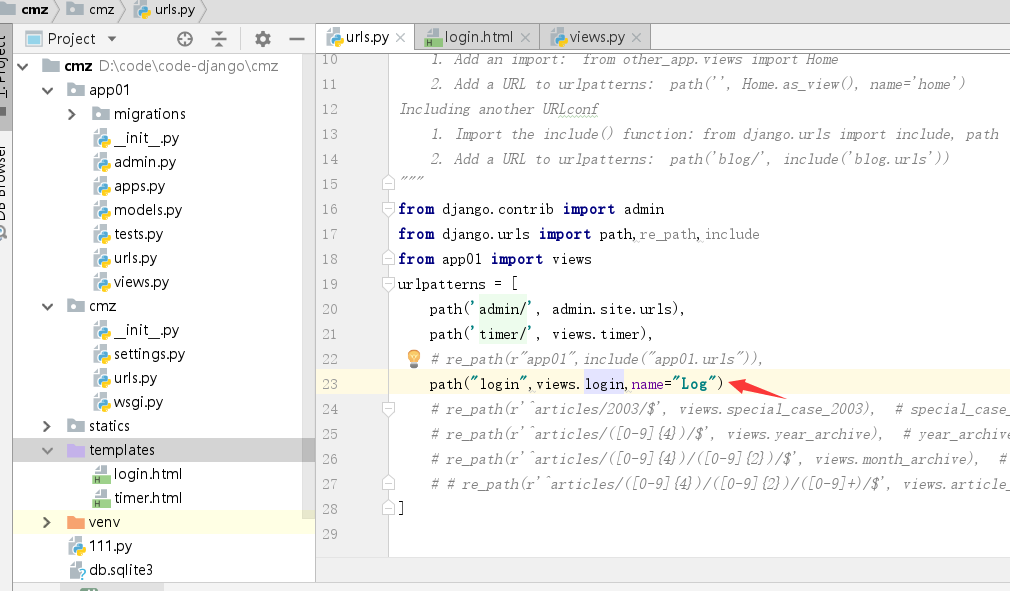 cmz cmz urls.py
1: Project
DB Browser
Project
cmz D:\code\code-django\cmz
app01
migrations
__init__.py
admin.py
apps.py
models.py
tests.py
urls.py
views.py
cmz
__init__.py
settings.py
urls.py
wsgi.py
statics
templates
login.html
timer.html
venv
111.py
db.sqlite3
urls.py login.html views.py
10 1. Add an import:  from other_app.views import Home
11 2. Add a URL to urlpatterns:  path('', Home.as_view(), name='home')
12 Including another URLconf
13 1. Import the include() function: from django.urls import include, path
14 2. Add a URL to urlpatterns:  path('blog/', include('blog.urls'))
15 """
16 from django.contrib import admin
17 from django.urls import path,re_path,include
18 from app01 import views
19 urlpatterns = [
20 path('admin/', admin.site.urls),
21 path('timer/', views.timer),
22 # re_path(r"app01",include("app01.urls")),
23 path("login",views.login,name="Log")
24 # re_path(r'^articles/2003/$', views.special_case_2003),  # special_case_
25 # re_path(r'^articles/([0-9]{4})/$', views.year_archive),  # year_archive
26 # re_path(r'^articles/([0-9]{4})/([0-9]{2})/$', views.month_archive),  #
27 # # re_path(r'^articles/([0-9]{4})/([0-9]{2})/([0-9]+)/$', views.article_
28 ]
29